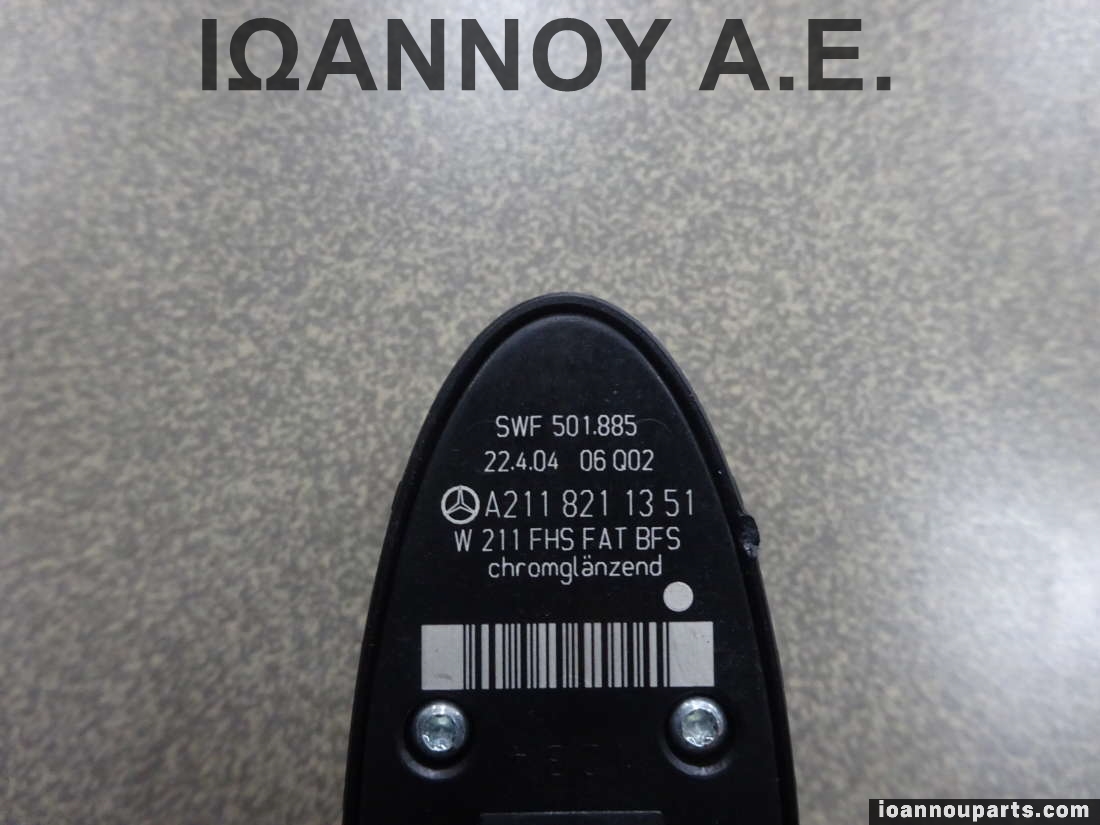 ΙΩΑΝΝΟΥ Α.Ε.
SWF 501.885
22.4.04 06 Q02
A211 821 13 51
W 211 FHS FAT BFS
chromglänzend
ioannouparts.com